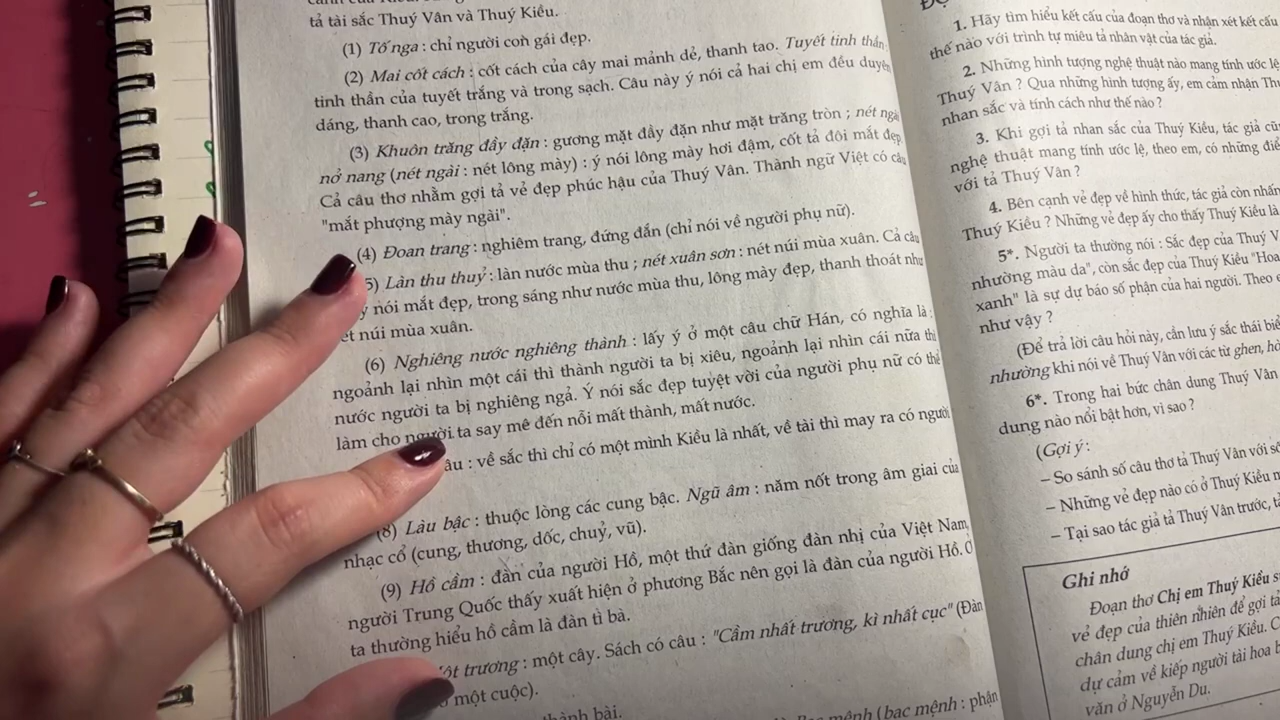 tả tài sắc Thuý Vân và Thuý Kiều.
(1) Tố nga : chỉ người con gái đẹp.
(2) Mai cốt cách : cốt cách của cây mai mảnh dẻ, thanh tao. Tuyết tinh thần :
tinh thần của tuyết trắng và trong sạch. Câu này ý nói cả hai chị em đều duyên
dáng, thanh cao, trong trắng.
(3) Khuôn trăng đầy đặn : gương mặt đầy đặn như mặt trăng tròn ; nét ngài
nở nang (nét ngài : nét lông mày) : ý nói lông mày hơi đậm, cốt tả đôi mắt đẹp.
Cả câu thơ nhằm gợi tả vẻ đẹp phúc hậu của Thuý Vân. Thành ngữ Việt có câu
"mắt phượng mày ngài".
(4) Đoan trang : nghiêm trang, đứng đắn (chỉ nói về người phụ nữ).
5) Làn thu thuỷ : làn nước mùa thu ; nét xuân sơn : nét núi mùa xuân. Cả câu
nói mắt đẹp, trong sáng như nước mùa thu, lông mày đẹp, thanh thoát như
ét núi mùa xuân.
(6) Nghiêng nước nghiêng thành : lấy ý ở một câu chữ Hán, có nghĩa là :
ngoảnh lại nhìn một cái thì thành người ta bị xiêu, ngoảnh lại nhìn cái nữa thì
nước người ta bị nghiêng ngả. Ý nói sắc đẹp tuyệt vời của người phụ nữ có thể
làm cho người ta say mê đến nỗi mất thành, mất nước.
âu : về sắc thì chỉ có một mình Kiều là nhất, về tài thì may ra có người
(8) Làu bậc : thuộc lòng các cung bậc. Ngũ âm : năm nốt trong âm giai của
nhạc cổ (cung, thương, dốc, chuỷ, vũ).
(9) Hồ cầm : đàn của người Hồ, một thứ đàn giống đàn nhị của Việt Nam,
người Trung Quốc thấy xuất hiện ở phương Bắc nên gọi là đàn của người Hồ. Ở
ta thường hiểu hồ cầm là đàn tì bà.
ột trương : một cây. Sách có câu : "Cầm nhất trương, kì nhất cục" (Đàn
một cuộc).
thành bài.
Bạc mệnh (bạc mệnh : phận
1. Hãy tìm hiểu kết cấu của đoạn thơ và nhận xét kết cấu
thế nào với trình tự miêu tả nhân vật của tác giả.
2. Những hình tượng nghệ thuật nào mang tính ước lệ
Thuý Vân ? Qua những hình tượng ấy, em cảm nhận Th
nhan sắc và tính cách như thế nào ?
3. Khi gợi tả nhan sắc của Thuý Kiều, tác giả cũ
nghệ thuật mang tính ước lệ, theo em, có những điể
với tả Thuý Vân ?
4. Bên cạnh vẻ đẹp về hình thức, tác giả còn nhấn
Thuý Kiều ? Những vẻ đẹp ấy cho thấy Thuý Kiều là
5*. Người ta thường nói : Sắc đẹp của Thuý V
nhường màu da", còn sắc đẹp của Thuý Kiều "Hoa
xanh" là sự dự báo số phận của hai người. Theo e
như vậy ?
(Để trả lời câu hỏi này, cần lưu ý sắc thái biể
nhường khi nói về Thuý Vân với các từ ghen, hờ
6*. Trong hai bức chân dung Thuý Vân
dung nào nổi bật hơn, vì sao ?
(Gợi ý :
– So sánh số câu thơ tả Thuý Vân với số
– Những vẻ đẹp nào có ở Thuý Kiều m
– Tại sao tác giả tả Thuý Vân trước, tả
Ghi nhớ
Đoạn thơ Chị em Thuý Kiều s
vẻ đẹp của thiên nhiên để gợi tả
chân dung chị em Thuý Kiều. C
dự cảm về kiếp người tài hoa b
văn ở Nguyễn Du.